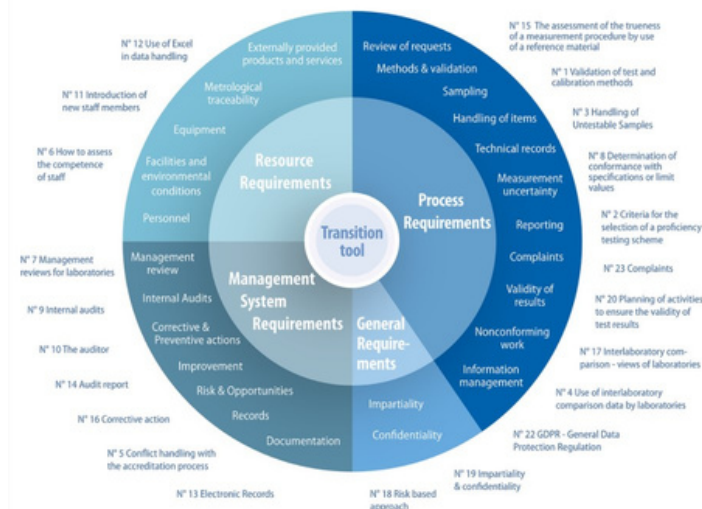 N° 12 Use of Excel
in data handling
N° 11 Introduction of
new staff members
N° 6 How to assess
the competence
of staff
N° 7 Management
reviews for laboratories
N° 9 Internal audits
N° 10 The auditor
N° 14 Audit report
N° 16 Corrective action
N° 5 Conflict handling with
the accreditation process
N° 13 Electronic Records
Externally provided
products and services
Metrological
traceability
Equipment
Facilities and
environmental
conditions
Personnel
Resource
Requirements
Management
review
Internal Audits
Corrective &
Preventive actions
Improvement
Risk & Opportunities
Records
Documentation
Management
System
Requirements
Transition
tool
General
Require-
ments
Impartiality
Confidentiality
Process
Requirements
Review of requests
Methods & validation
Sampling
Handling of items
Technical records
Measurement
uncertainty
Reporting
Complaints
Validity of
results
Nonconforming
work
Information
management
N° 15 The assessment of the trueness
of a measurement procedure by use
of a reference material
N° 1 Validation of test and
calibration methods
N° 3 Handling of
Untestable Samples
N° 8 Determination of
conformance with
specifications or limit
values
N° 2 Criteria for the
selection of a proficiency
testing scheme
N° 23 Complaints
N° 20 Planning of activities
to ensure the validity of
test results
N° 17 Interlaboratory com-
parison - views of laboratories
N° 4 Use of interlaboratory
comparison data by laboratories
N° 22 GDPR - General Data
Protection Regulation
N° 19 Impartiality
& confidentiality
N° 18 Risk based
approach